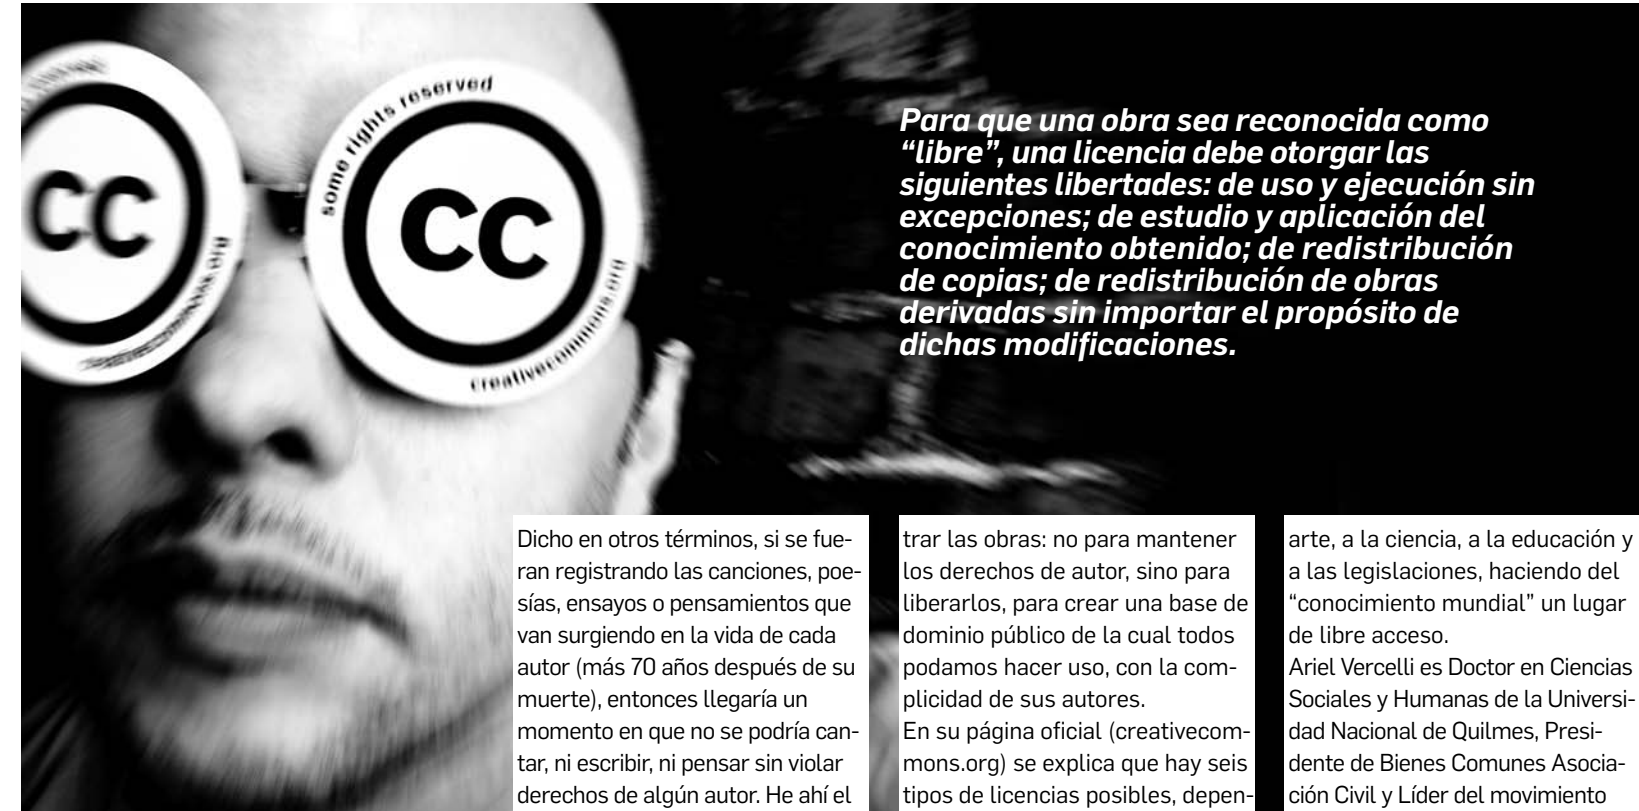 some rights reserved
CC
CC
creativecommons.org
Para que una obra sea reconocida como
“libre”, una licencia debe otorgar las
siguientes libertades: de uso y ejecución sin
excepciones; de estudio y aplicación del
conocimiento obtenido; de redistribución
de copias; de redistribución de obras
derivadas sin importar el propósito de
dichas modificaciones.
Dicho en otros términos, si se fue-
ran registrando las canciones, poe-
sías, ensayos o pensamientos que
van surgiendo en la vida de cada
autor (más 70 años después de su
muerte), entonces llegaría un
momento en que no se podría can-
tar, ni escribir, ni pensar sin violar
derechos de algún autor. He ahí el
trar las obras: no para mantener
los derechos de autor, sino para
liberarlos, para crear una base de
dominio público de la cual todos
podamos hacer uso, con la com-
plicidad de sus autores.
En su página oficial (creativecom-
mons.org) se explica que hay seis
tipos de licencias posibles, depen-
arte, a la ciencia, a la educación y
a las legislaciones, haciendo del
“conocimiento mundial” un lugar
de libre acceso.
Ariel Vercelli es Doctor en Ciencias
Sociales y Humanas de la Universi-
dad Nacional de Quilmes, Presi-
dente de Bienes Comunes Asocia-
ción Civil y Líder del movimiento